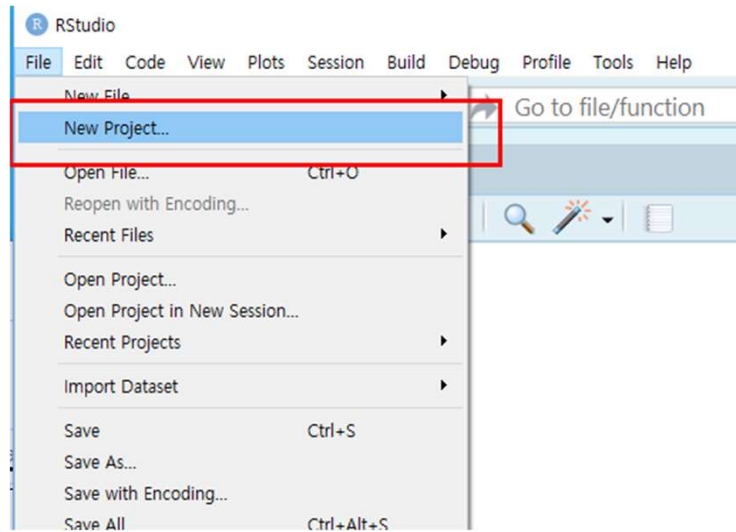 R RStudio
File Edit Code View Plots Session Build Debug Profile Tools Help
New File
Go to file/function
New Project...
Open File... Ctrl+O
Reopen with Encoding...
Recent Files
Open Project...
Open Project in New Session...
Recent Projects
Import Dataset
Save Ctrl+S
Save As...
Save with Encoding...
Save All Ctrl+Alt+S